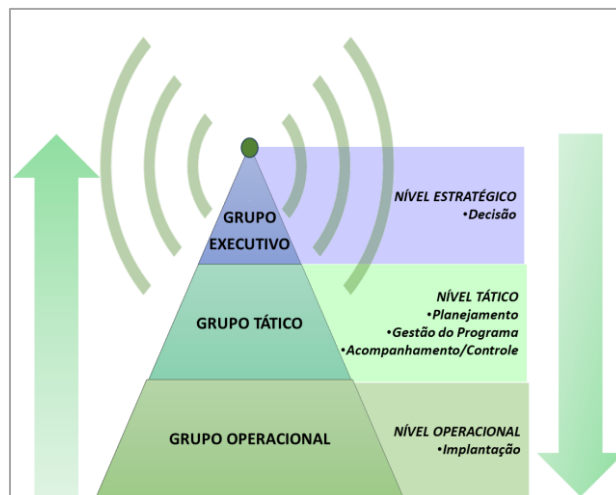 GRUPO
EXECUTIVO
NÍVEL ESTRATÉGICO
•Decisão
GRUPO TÁTICO
NÍVEL TÁTICO
•Planejamento
•Gestão do Programa
•Acompanhamento/Controle
GRUPO OPERACIONAL
NÍVEL OPERACIONAL
•Implantação